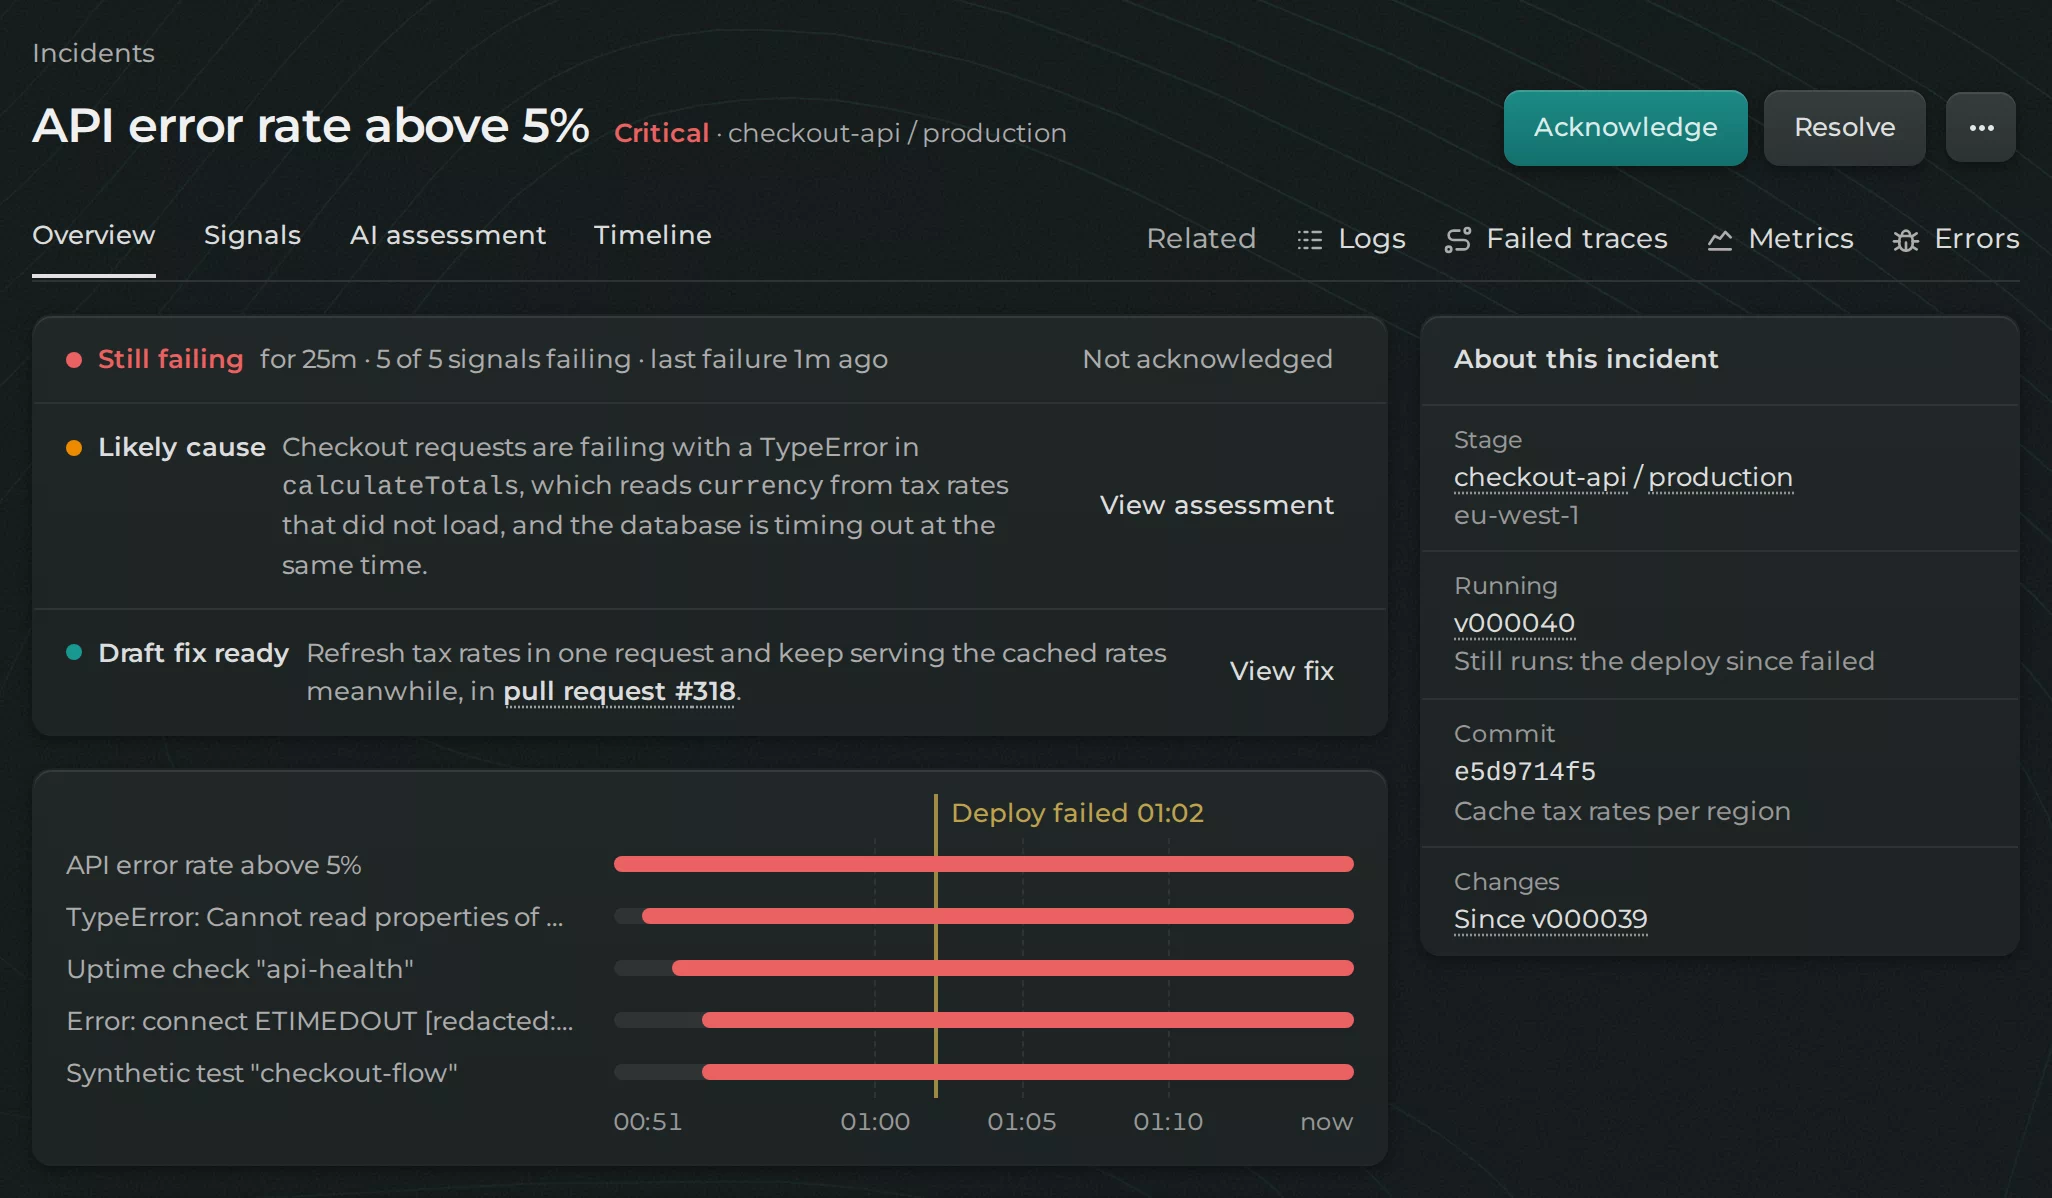 Incidents
API error rate above 5% Critical · checkout-api / production
Acknowledge Resolve
Overview Signals AI assessment Timeline
Related Logs Failed traces Metrics Errors
Still failing for 25m · 5 of 5 signals failing · last failure 1m ago Not acknowledged
Likely cause Checkout requests are failing with a TypeError in
calculateTotals, which reads currency from tax rates
that did not load, and the database is timing out at the
same time.
View assessment
Draft fix ready Refresh tax rates in one request and keep serving the cached rates
meanwhile, in pull request #318.
View fix
Deploy failed 01:02
API error rate above 5%
TypeError: Cannot read properties of ...
Uptime check "api-health"
Error: connect ETIMEDOUT [redacted:...
Synthetic test "checkout-flow"
00:51 01:00 01:05 01:10 now
About this incident
Stage
checkout-api / production
eu-west-1
Running
v000040
Still runs: the deploy since failed
Commit
e5d9714f5
Cache tax rates per region
Changes
Since v000039